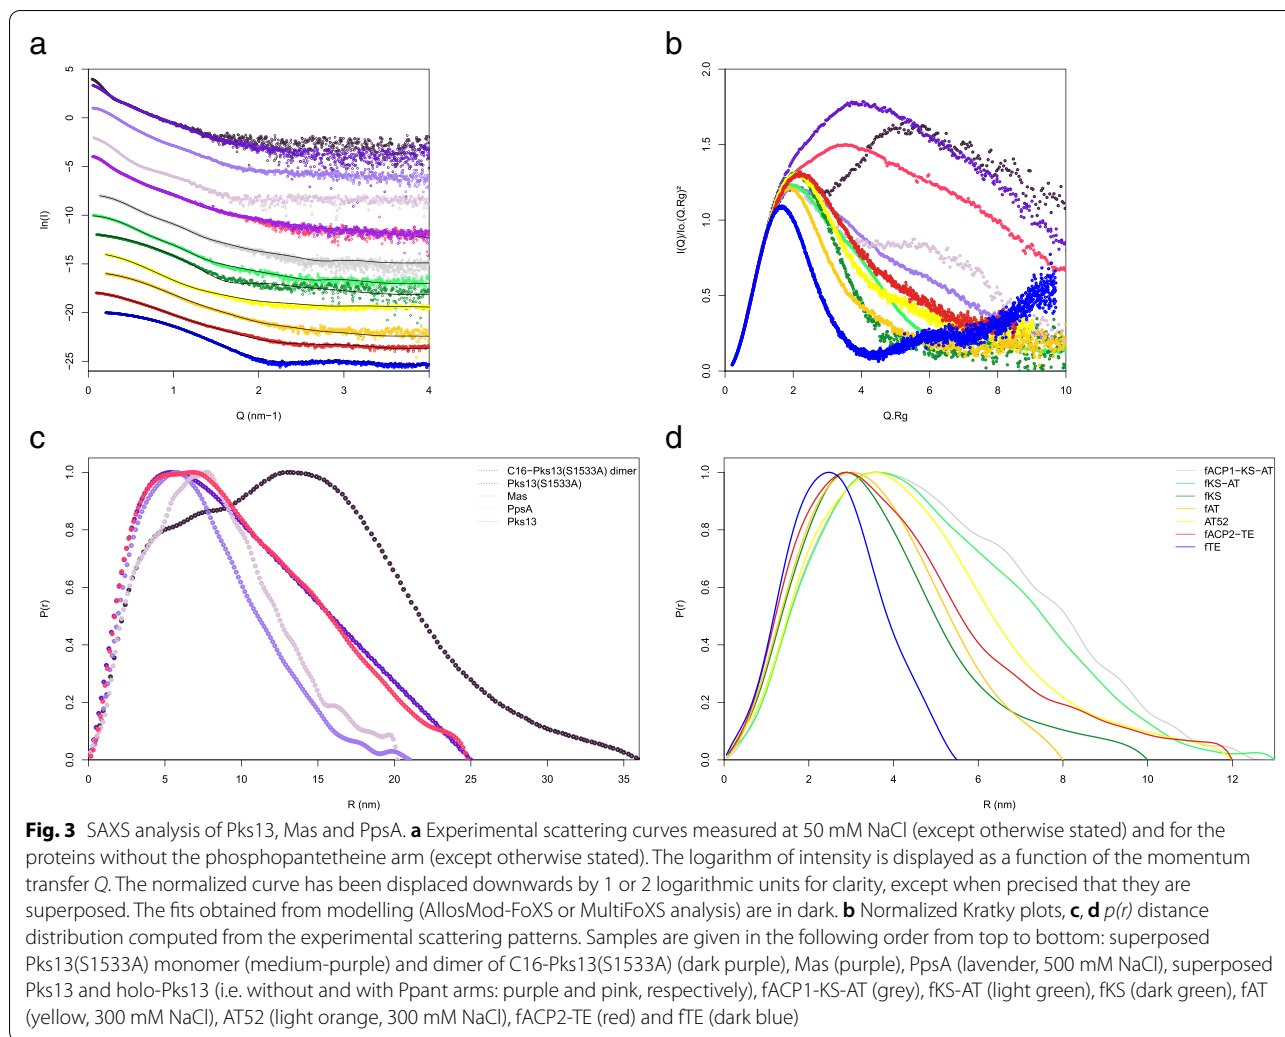 a
b
5
0
−5
−10
−15
−20
−25
ln(I)
0
1
2
3
4
Q (nm−1)
2.0
1.5
1.0
0.5
0.0
I(Q)/Io.(Q.Rg)²
0
2
4
6
8
10
Q.Rg
c
d
1.0
0.8
0.6
0.4
0.2
0.0
P(r)
0
5
10
15
20
25
30
35
R (nm)
C16−Pks13(S1533A) dimer
Pks13(S1533A)
Mas
PpsA
Pks13
1.0
0.8
0.6
0.4
0.2
0.0
P(r)
0
2
4
6
8
10
12
R (nm)
fACP1−KS−AT
fKS−AT
fKS
fAT
AT52
fACP2−TE
fTE
Fig. 3 SAXS analysis of Pks13, Mas and PpsA. a Experimental scattering curves measured at 50 mM NaCl (except otherwise stated) and for the
proteins without the phosphopantetheine arm (except otherwise stated). The logarithm of intensity is displayed as a function of the momentum
transfer Q. The normalized curve has been displaced downwards by 1 or 2 logarithmic units for clarity, except when precised that they are
superposed. The fits obtained from modelling (AllosMod-FoXS or MultiFoXS analysis) are in dark. b Normalized Kratky plots, c, d p(r) distance
distribution computed from the experimental scattering patterns. Samples are given in the following order from top to bottom: superposed
Pks13(S1533A) monomer (medium-purple) and dimer of C16-Pks13(S1533A) (dark purple), Mas (purple), PpsA (lavender, 500 mM NaCl), superposed
Pks13 and holo-Pks13 (i.e. without and with Ppant arms: purple and pink, respectively), fACP1-KS-AT (grey), fKS-AT (light green), fKS (dark green), fAT
(yellow, 300 mM NaCl), AT52 (light orange, 300 mM NaCl), fACP2-TE (red) and fTE (dark blue)